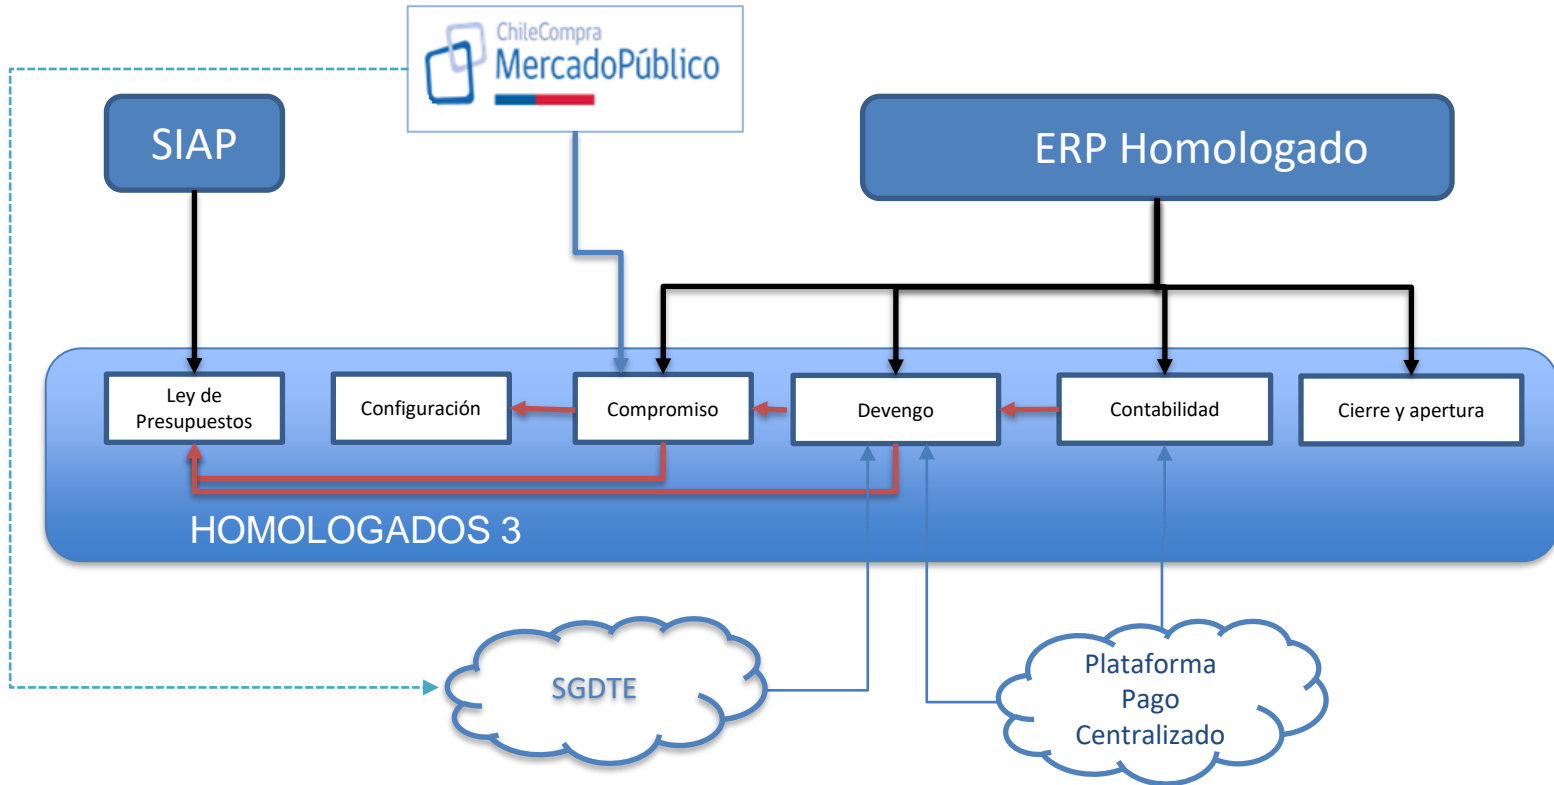 ChileCompra
MercadoPúblico
SIAP
ERP Homologado
Ley de
Presupuestos
Configuración
Compromiso
Devengo
Contabilidad
Cierre y apertura
HOMOLOGADOS 3
SGDTE
Plataforma
Pago
Centralizado